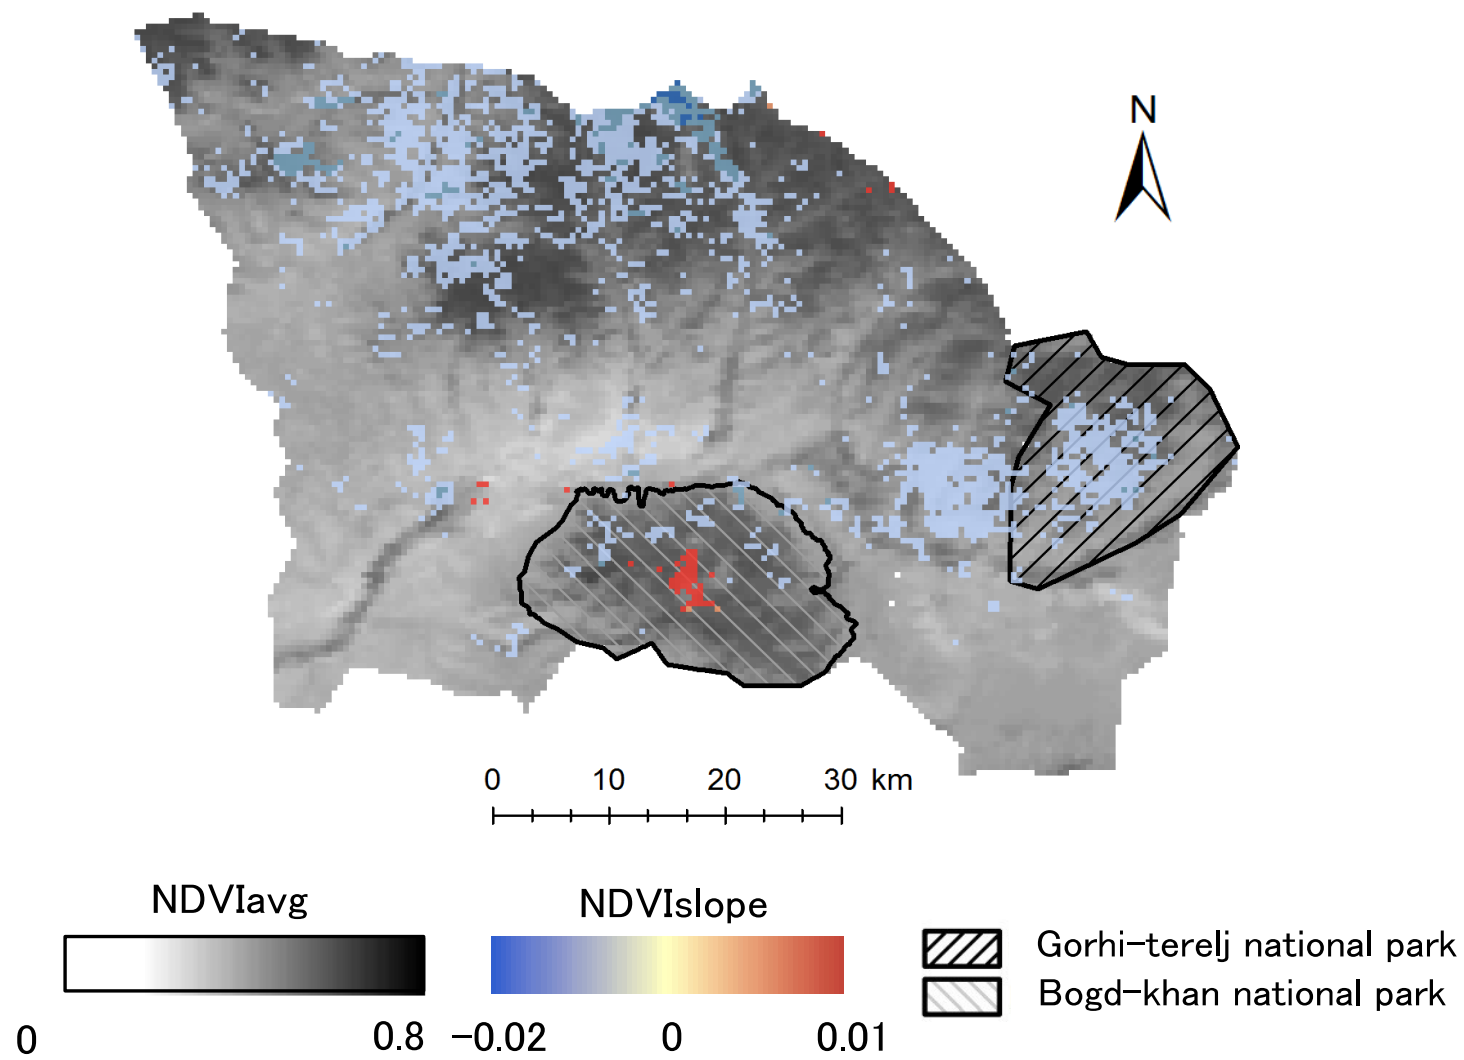 N
0 10 20 30 km
NDVIavg
0 0.8
NDVIslope
-0.02 0 0.01
Gorhi-terelj national park
Bogd-khan national park